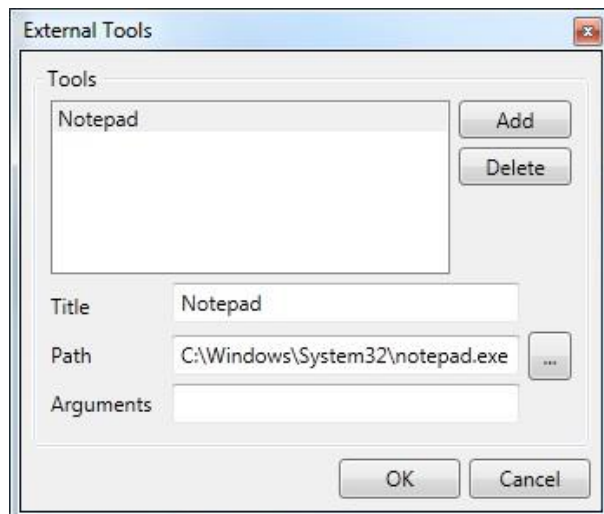 External Tools
Tools
Notepad
Add
Delete
Title
Notepad
Path
C:\Windows\System32\notepad.exe
...
Arguments
OK
Cancel